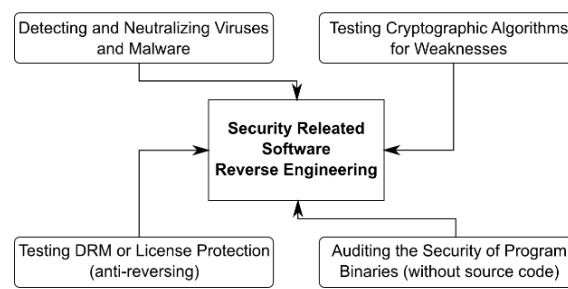 Detecting and Neutralizing Viruses
and Malware
Testing Cryptographic Algorithms
for Weaknesses
Security Releated
Software
Reverse Engineering
Testing DRM or License Protection
(anti-reversing)
Auditing the Security of Program
Binaries (without source code)